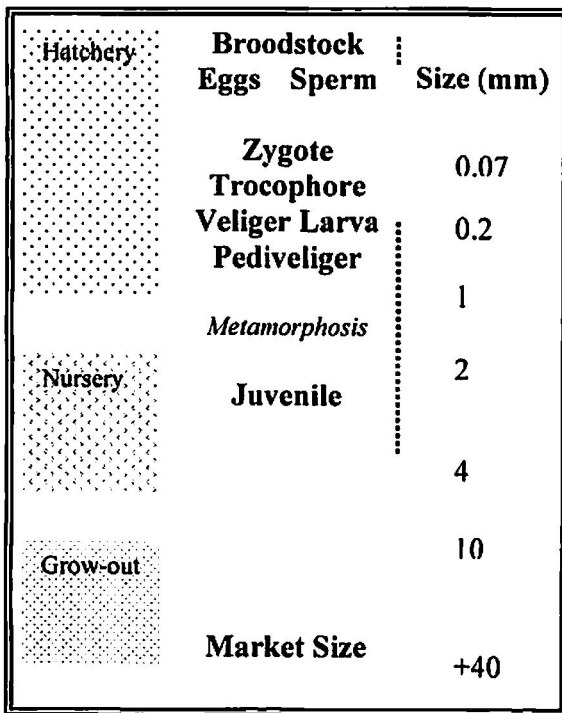 Hatchery
Broodstock
Eggs Sperm Size (mm)
Zygote
0.07
Trocophore
Veliger Larva 0.2
Pediveliger
1
Metamorphosis
2
Nursery
Juvenile
4
10
Grow-out
Market Size
+40